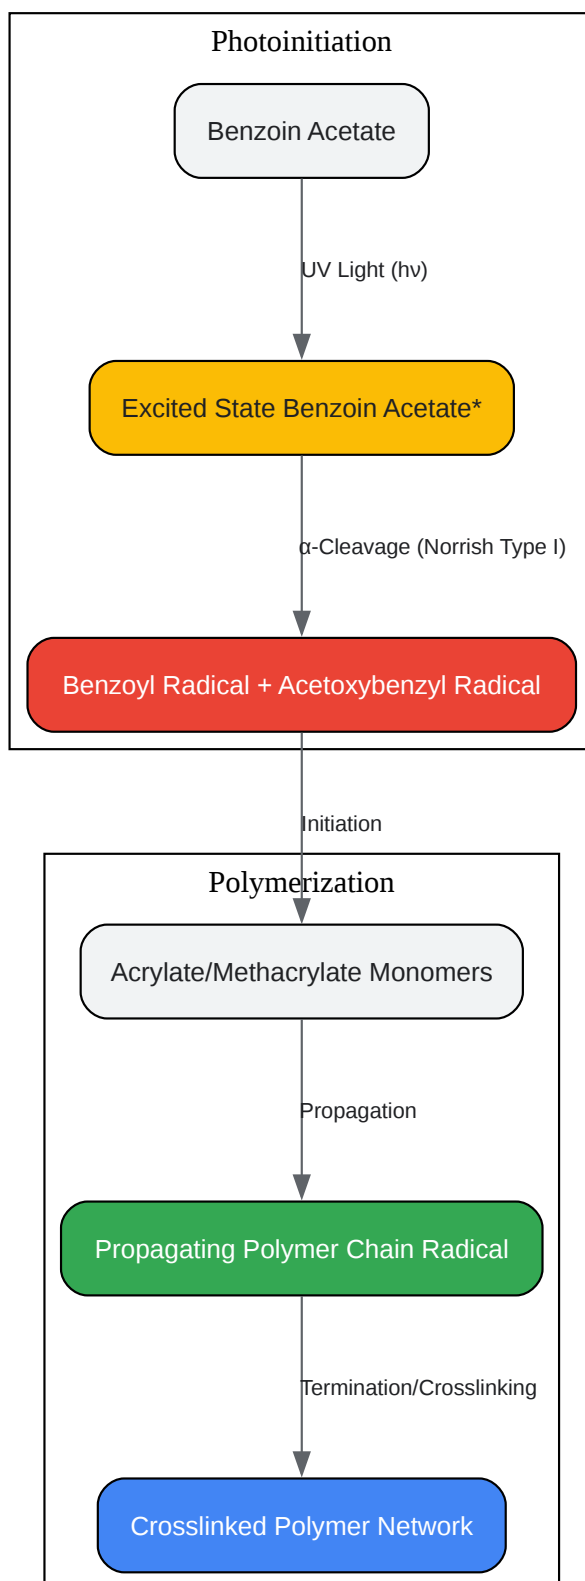 Photoinitiation
Benzoin Acetate
UV Light (hν)
Excited State Benzoin Acetate*
α-Cleavage (Norrish Type I)
Benzoyl Radical + Acetoxybenzyl Radical
Initiation
Polymerization
Acrylate/Methacrylate Monomers
Propagation
Propagating Polymer Chain Radical
Termination/Crosslinking
Crosslinked Polymer Network